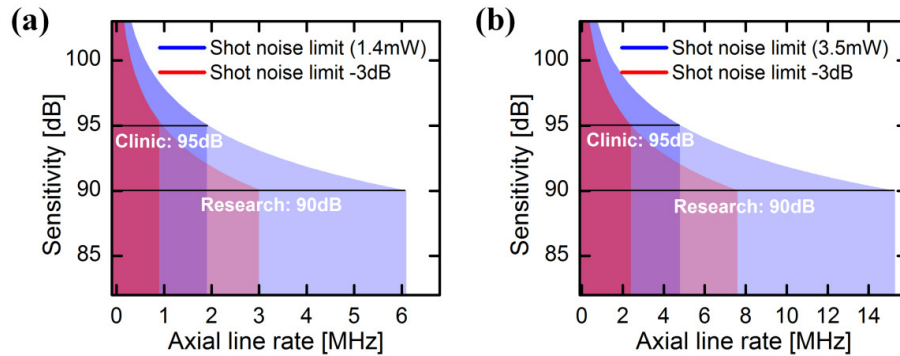 (a)
Sensitivity [dB]
100
95
90
85
Shot noise limit (1.4mW)
Shot noise limit -3dB
Clinic: 95dB
Research: 90dB
0 1 2 3 4 5 6
Axial line rate [MHz]
(b)
Sensitivity [dB]
100
95
90
85
Shot noise limit (3.5mW)
Shot noise limit -3dB
Clinic: 95dB
Research: 90dB
0 2 4 6 8 10 12 14
Axial line rate [MHz]